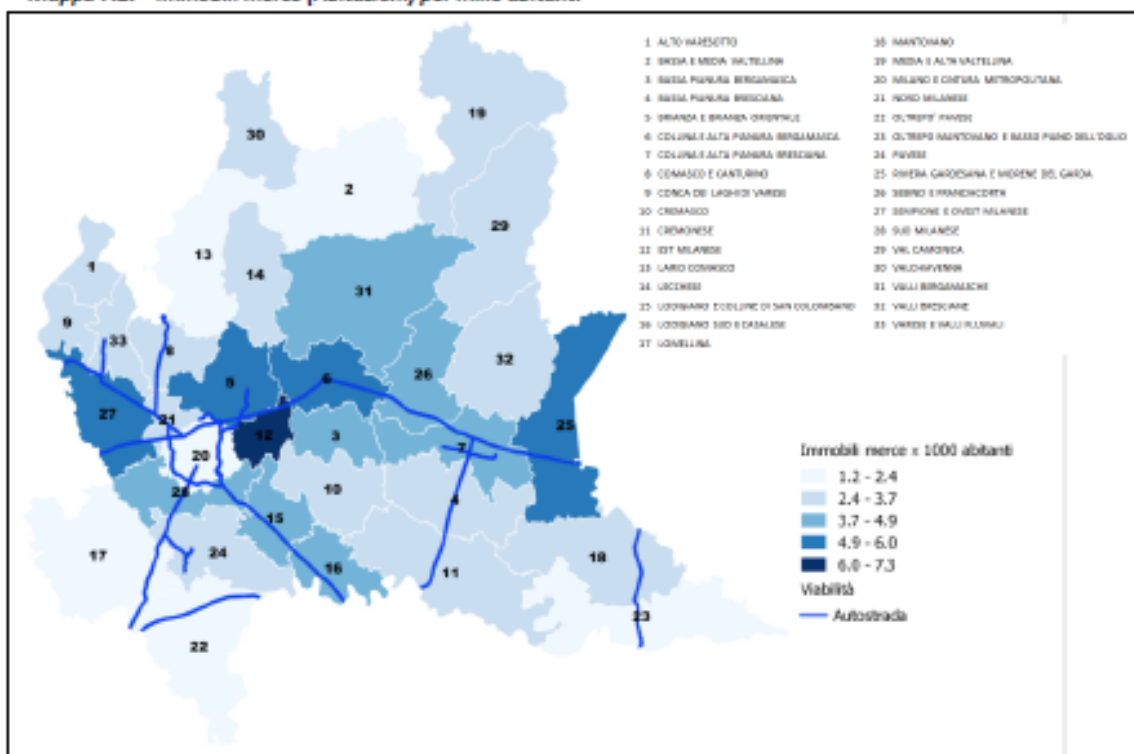 Immobili merce (Abitazioni) per mille abitanti
1 ALTO VARESOTTO
2 BASSA E MEDIA VALTELLINA
3 BASSA PIANURA BERGAMASCA
4 BASSA PIANURA BRESCIANA
5 BRIANZA E BRIANZA ORIENTALE
6 COLLINA E ALTA PIANURA BERGAMASCA
7 COLLINA E ALTA PIANURA BRESCIANA
8 COMASCO E CANTURINO
9 CONCA DEI LAGHI DI VARESE
10 CREMASCO
11 CREMONESE
12 EST MILANESE
13 LARIO COMASCO
14 LECCHESE
15 LODIGIANO E COLLINE DI SAN COLOMBANO
16 LODIGIANO SUD E CASALESE
17 LOMELLINA
18 MANTOVANO
19 MEDIA E ALTA VALTELLINA
20 MILANO E CINTURA METROPOLITANA
21 NORD MILANESE
22 OLTREPO' PAVESE
23 OLTREPO MANTOVANO E BASSO PIANO DELL'OGLIO
24 PAVESE
25 RIVIERA GARDESANA E MORENE DEL GARDA
26 SEBINO E FRANCIACORTA
27 SEMPIONE E OVEST MILANESE
28 SUD MILANESE
29 VAL CAMONICA
30 VALCHIAVENNA
31 VALLI BERGAMASCHE
32 VALLI BRESCIANE
33 VARESE E VALLI FLUVIALI
19
30
2
29
13
1
14
31
9
33
8
32
26
5
6
27
25
21
12
3
7
20
28
10
4
15
17
24
18
16
11
23
22
Immobili merce x 1000 abitanti
1.2 - 2.4
2.4 - 3.7
3.7 - 4.9
4.9 - 6.0
6.0 - 7.3
Viabilità
Autostrada